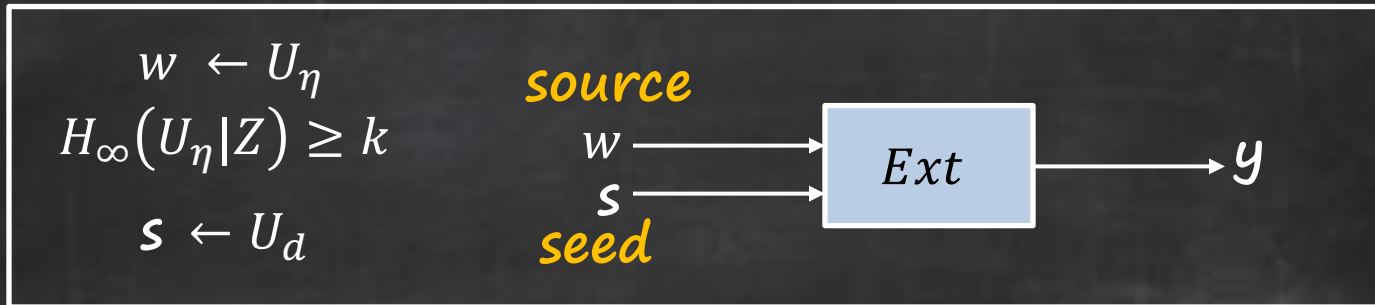 w ← U_η
H_∞(U_η|Z) ≥ k
s ← U_d
source
w
s
seed
Ext
y